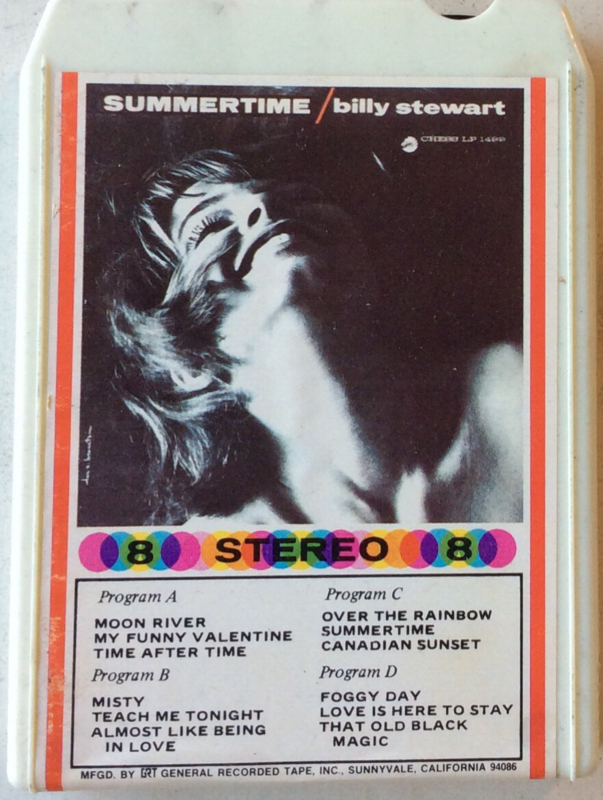 SUMMERTIME / billy stewart
CHESS LP 1499
8 STEREO 8
Program A
MOON RIVER
MY FUNNY VALENTINE
TIME AFTER TIME
Program B
MISTY
TEACH ME TONIGHT
ALMOST LIKE BEING
IN LOVE
Program C
OVER THE RAINBOW
SUMMERTIME
CANADIAN SUNSET
Program D
FOGGY DAY
LOVE IS HERE TO STAY
THAT OLD BLACK
MAGIC
MFGD. BY GRT GENERAL RECORDED TAPE, INC., SUNNYVALE, CALIFORNIA 94086